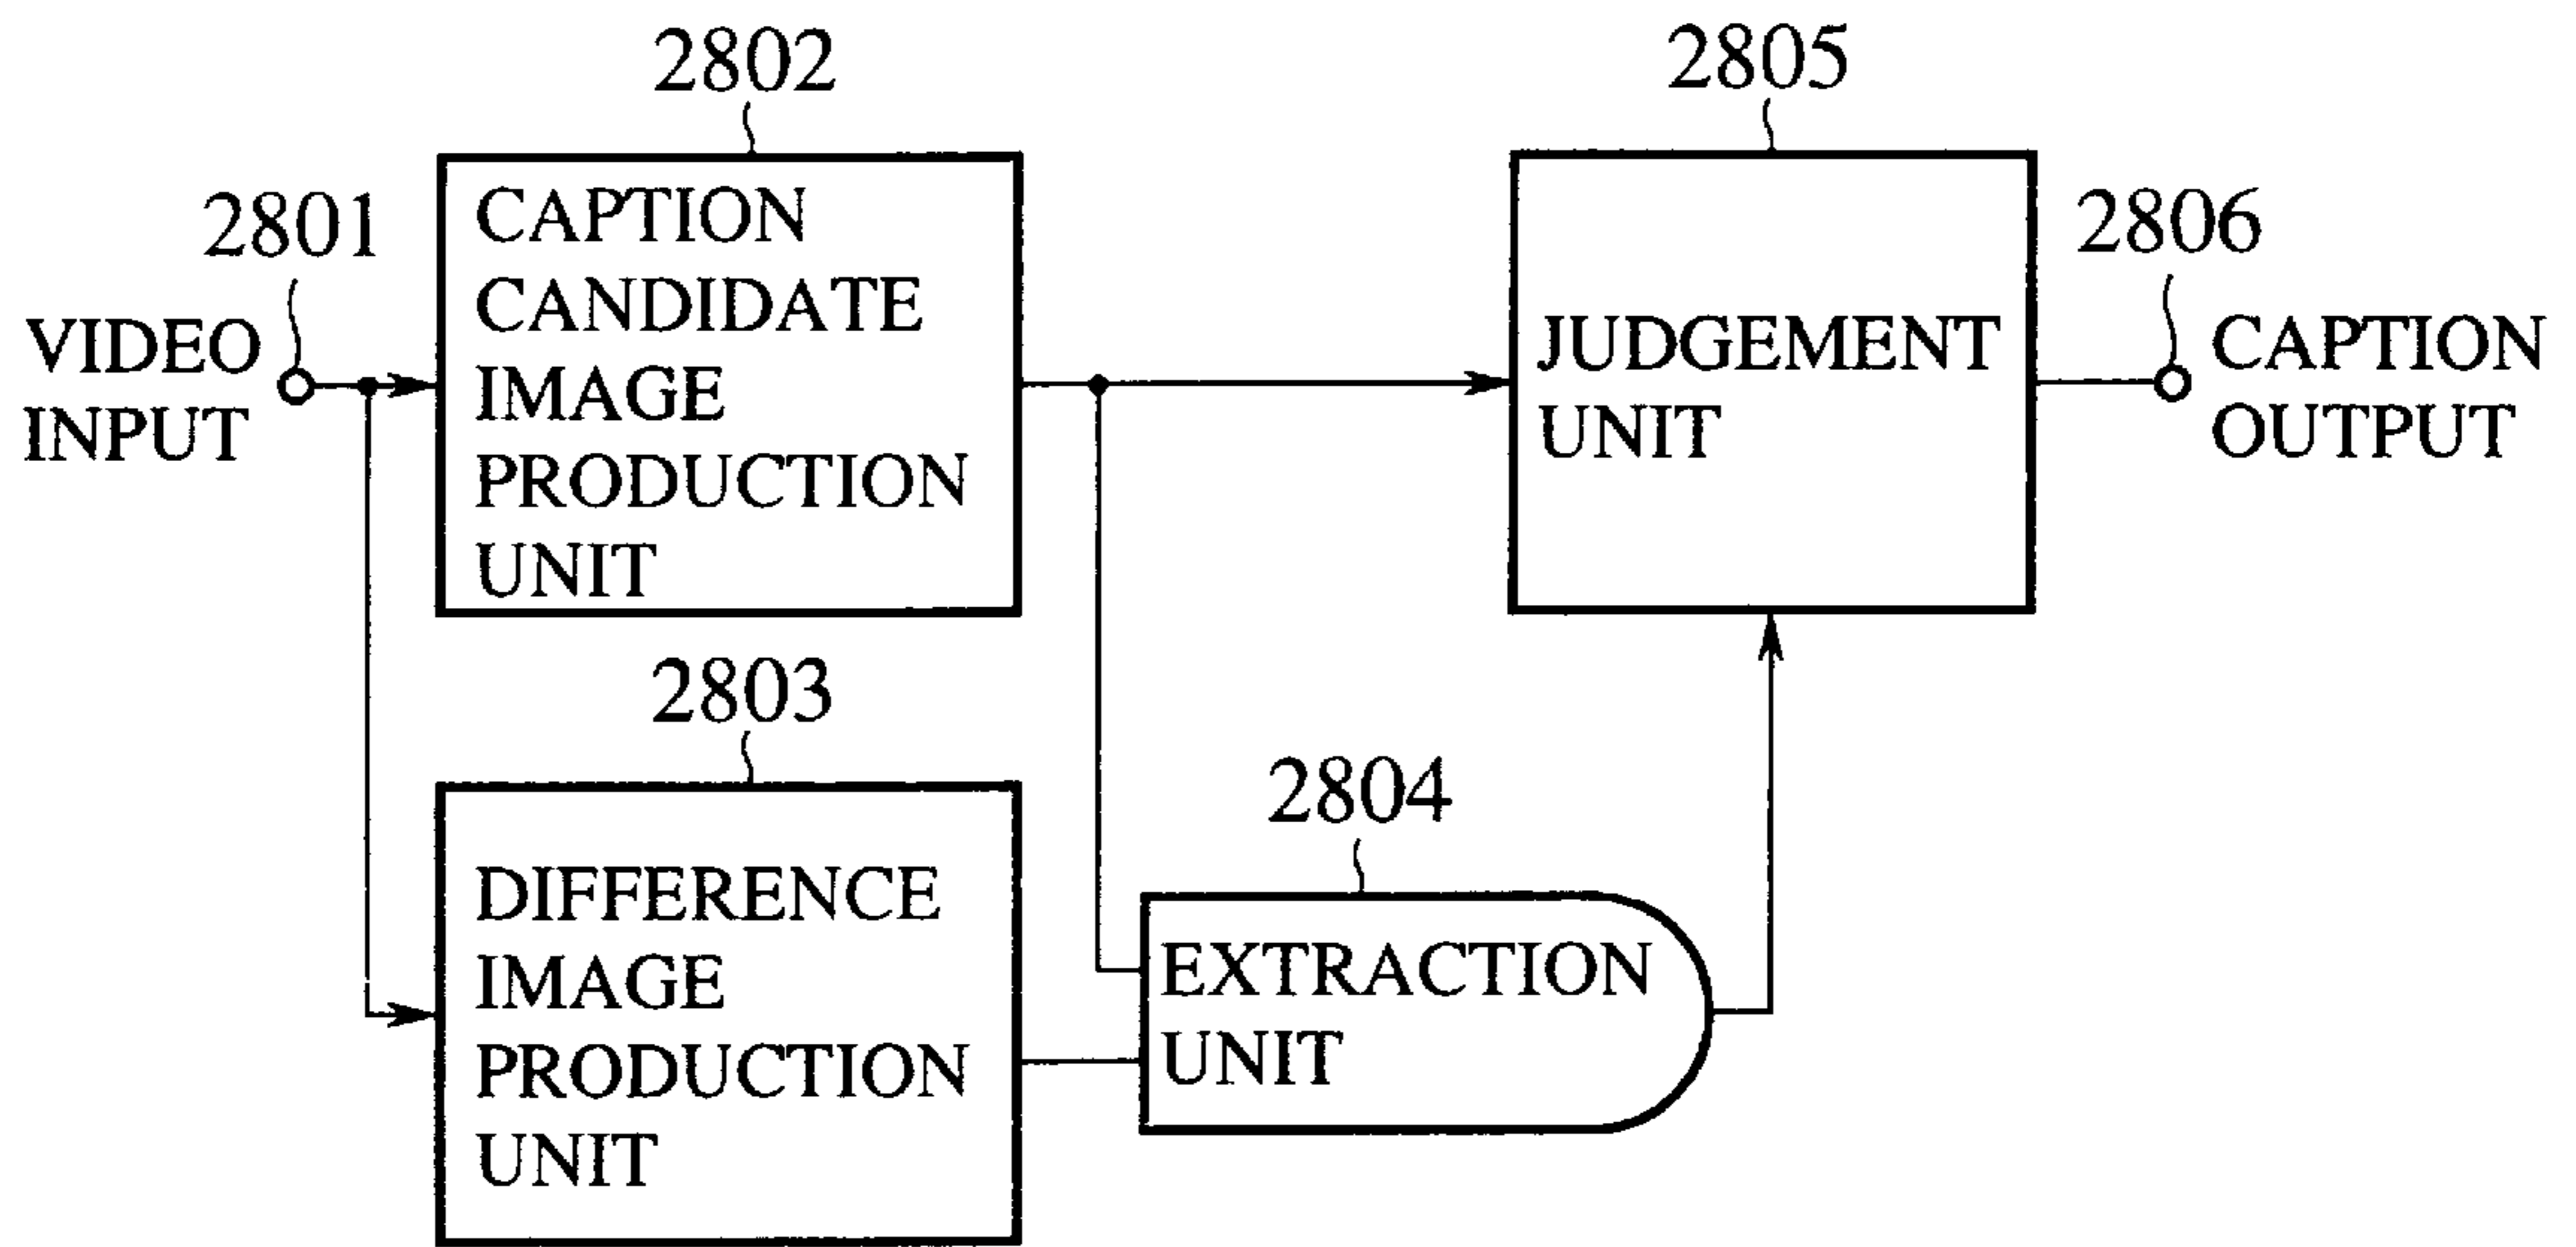 2802
2805
2801
2806
CAPTION
CANDIDATE
IMAGE
PRODUCTION
UNIT
VIDEO
INPUT
JUDGEMENT
UNIT
CAPTION
OUTPUT
2803
2804
DIFFERENCE
IMAGE
PRODUCTION
UNIT
EXTRACTION
UNIT